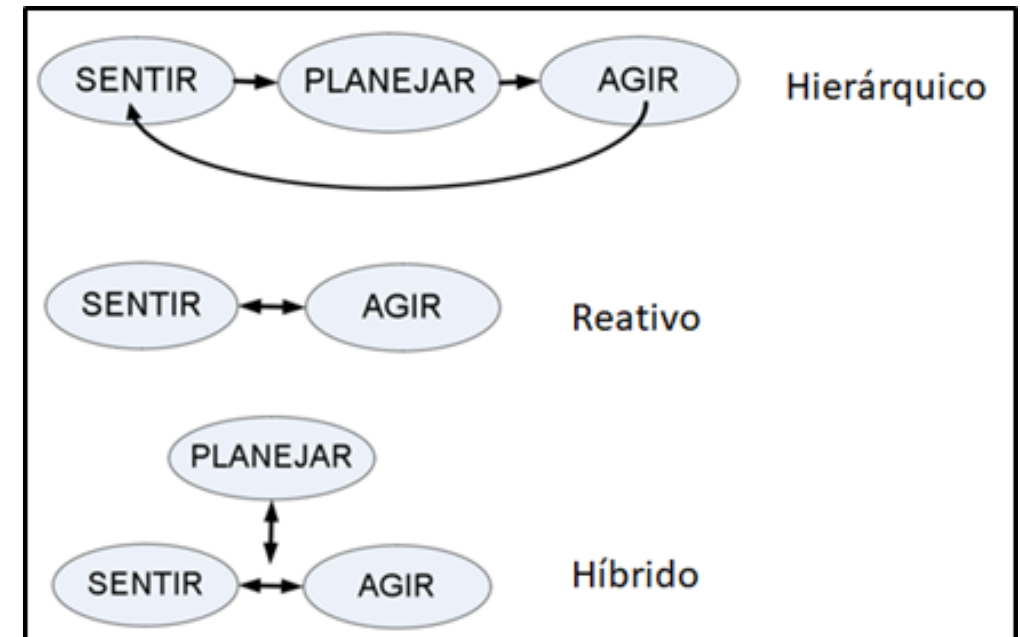 SENTIR PLANEJAR AGIR Hierárquico
SENTIR AGIR Reativo
PLANEJAR
SENTIR AGIR Híbrido